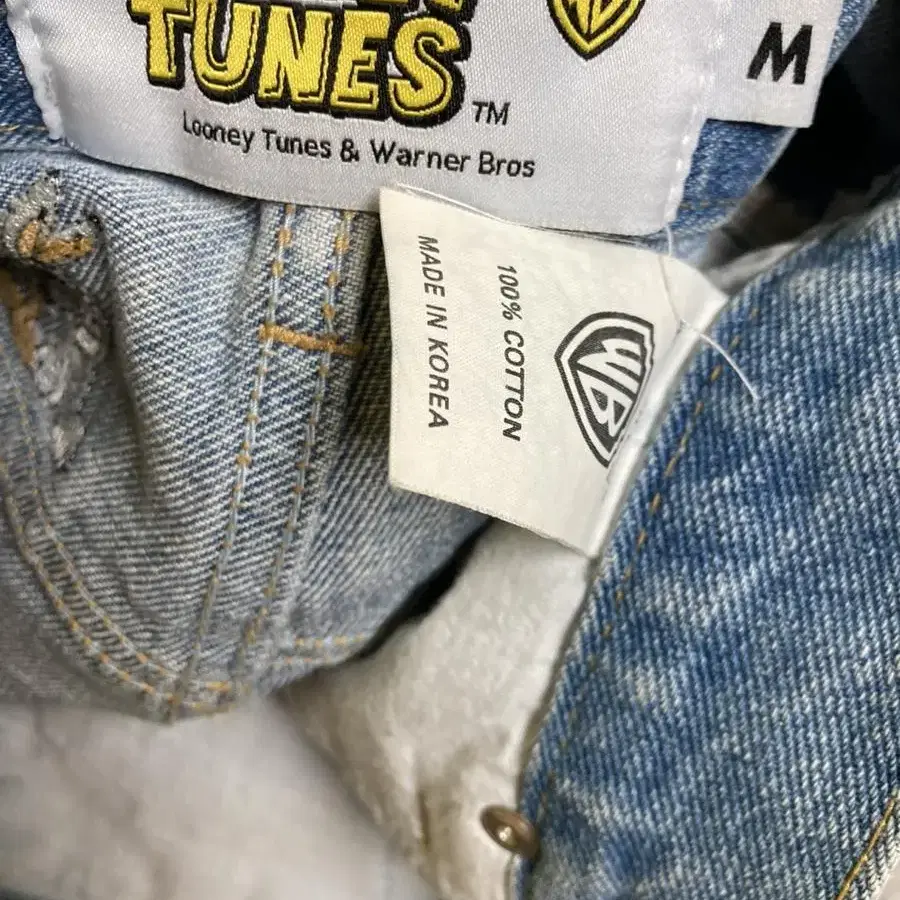 TUNES
TM
Looney Tunes & Warner Bros
M
100% COTTON
MADE IN KOREA
WB